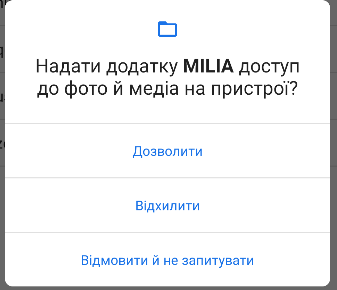 Надати додатку MILIA доступ
до фото й медіа на пристрої?
Дозволити
Відхилити
Відмовити й не запитувати